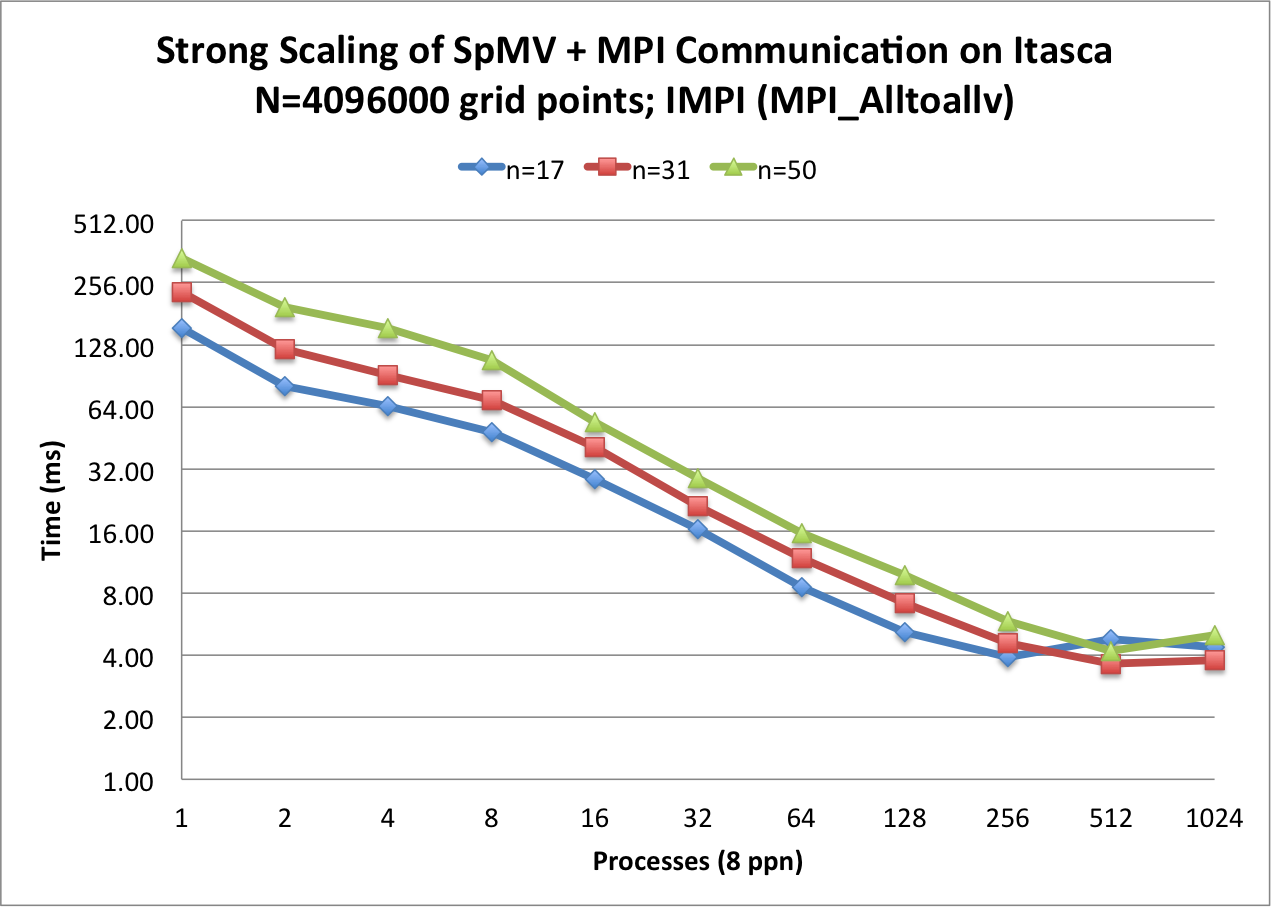 Strong Scaling of SpMV + MPI Communication on Itasca
N=4096000 grid points; IMPI (MPI_Alltoallv)
n=17 n=31 n=50
512.00
256.00
128.00
64.00
32.00
16.00
8.00
4.00
2.00
1.00
Time (ms)
1 2 4 8 16 32 64 128 256 512 1024
Processes (8 ppn)